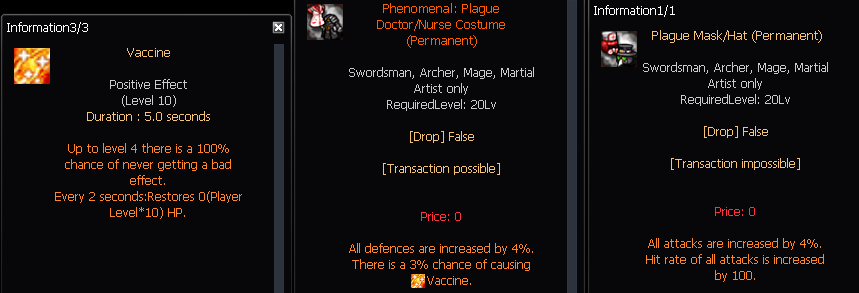 Information3/3
Vaccine
Positive Effect
(Level 10)
Duration : 5.0 seconds
Up to level 4 there is a 100%
chance of never getting a bad
effect.
Every 2 seconds:Restores 0(Player
Level*10) HP.
Phenomenal: Plague
Doctor/Nurse Costume
(Permanent)
Swordsman, Archer, Mage, Martial
Artist only
RequiredLevel: 20Lv
[Drop] False
[Transaction possible]
Price: 0
All defences are increased by 4%.
There is a 3% chance of causing
Vaccine.
Information1/1
Plague Mask/Hat (Permanent)
Swordsman, Archer, Mage, Martial
Artist only
RequiredLevel: 20Lv
[Drop] False
[Transaction impossible]
Price: 0
All attacks are increased by 4%.
Hit rate of all attacks is increased
by 100.